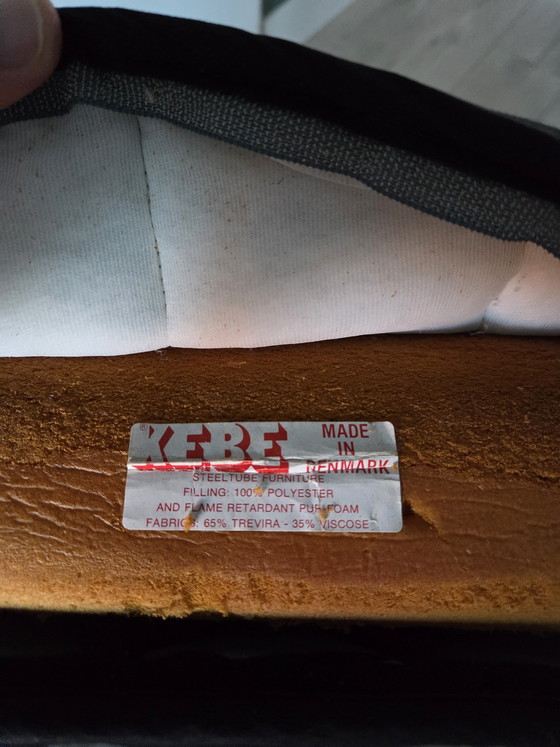 ® KEBE
MADE
IN
DENMARK
STEELTUBE FURNITURE
FILLING: 100% POLYESTER
AND FLAME RETARDANT PUR-FOAM
FABRICS: 65% TREVIRA - 35% VISCOSE